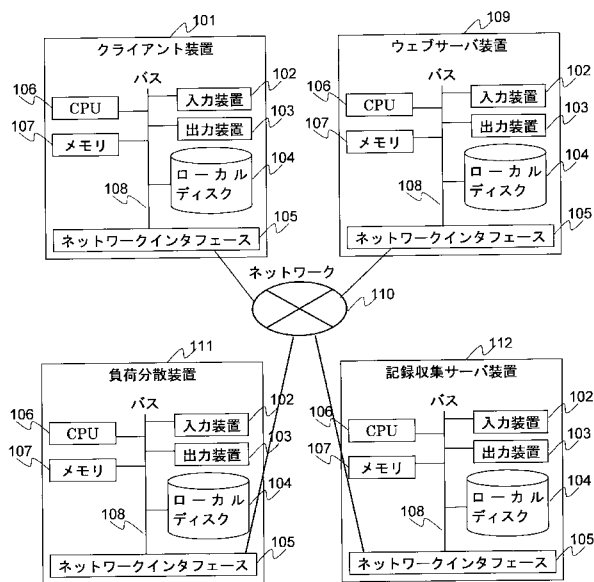 101
クライアント装置
バス
102
106
CPU
入力装置
103
107
出力装置
メモリ
104
ローカル
ディスク
108
105
ネットワークインタフェース
109
ウェブサーバ装置
バス
102
106
CPU
入力装置
103
107
出力装置
メモリ
104
ローカル
ディスク
108
105
ネットワークインタフェース
ネットワーク
110
111
負荷分散装置
バス
102
106
CPU
入力装置
103
107
出力装置
メモリ
104
ローカル
ディスク
108
105
ネットワークインタフェース
112
記録収集サーバ装置
バス
102
106
CPU
入力装置
103
107
出力装置
メモリ
104
ローカル
ディスク
108
105
ネットワークインタフェース